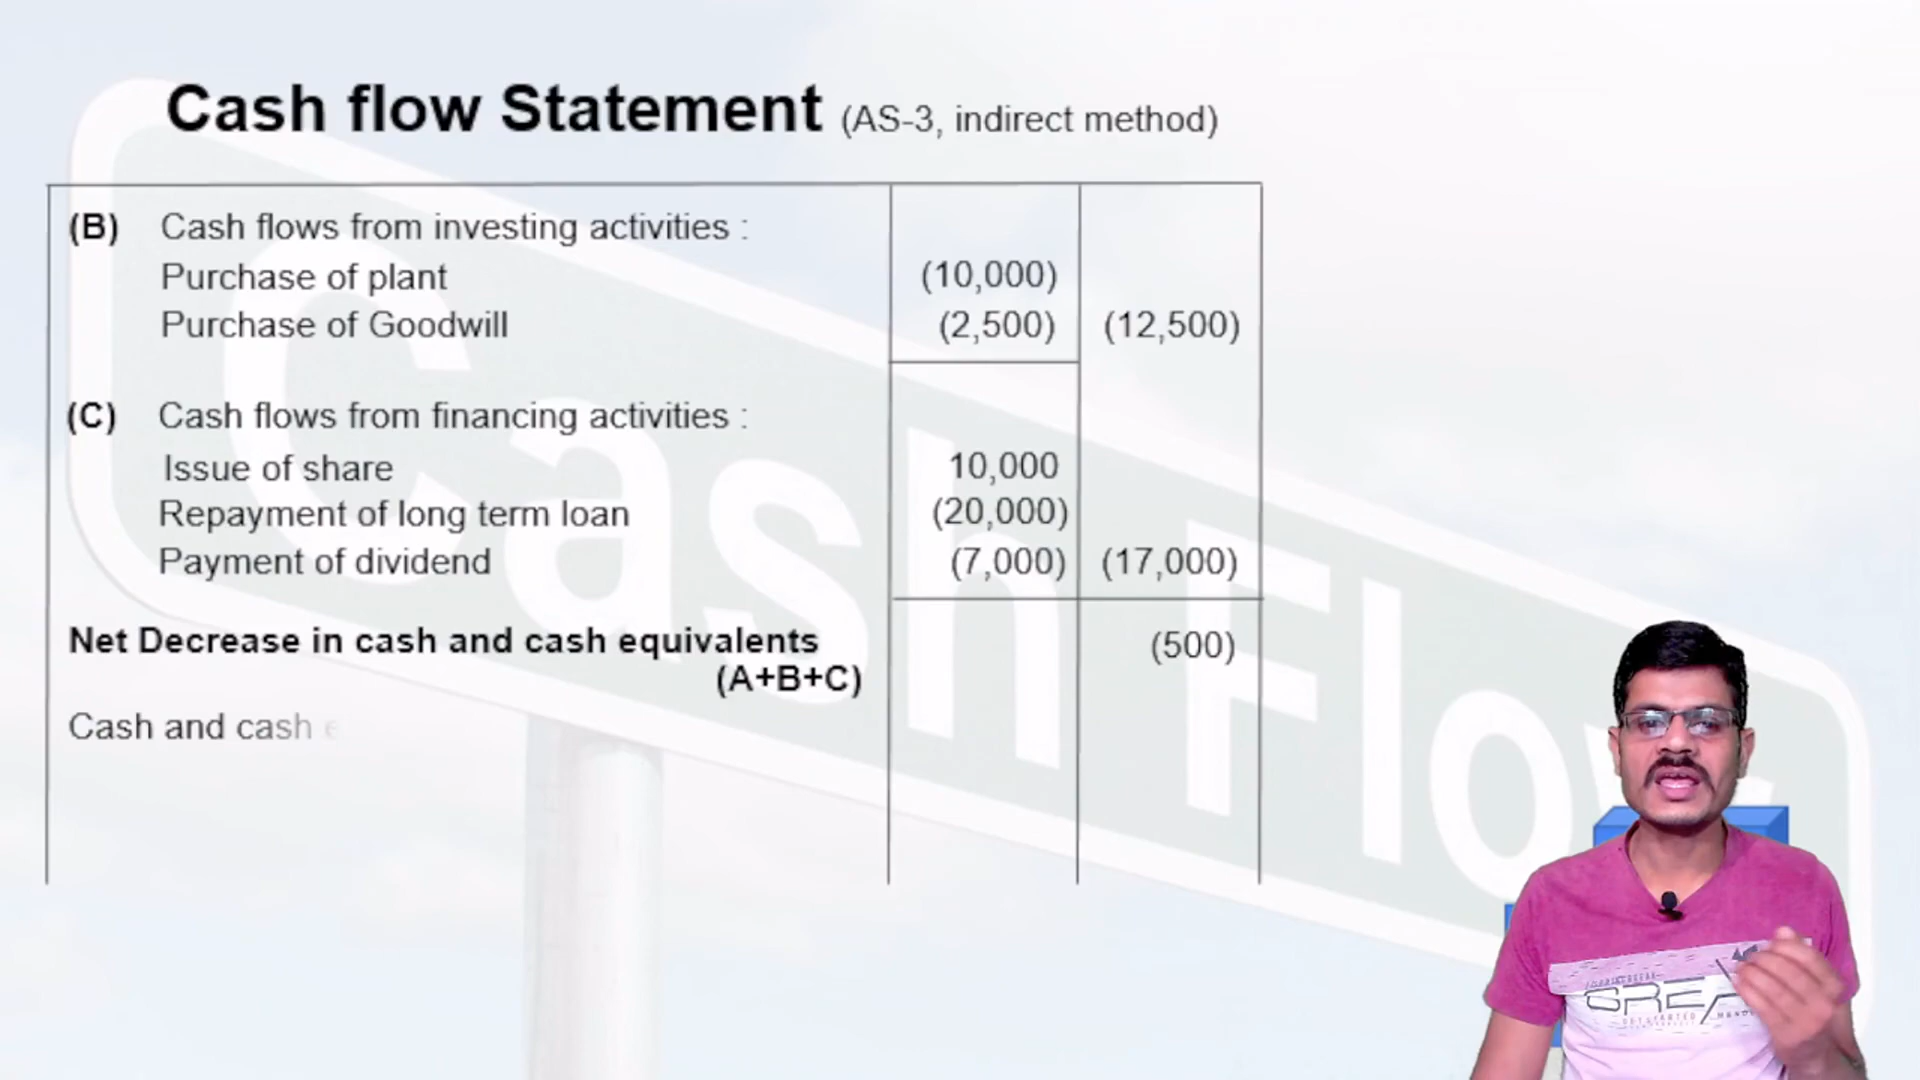 Cash flow Statement (AS-3, indirect method)
(B) Cash flows from investing activities :
Purchase of plant (10,000)
Purchase of Goodwill (2,500) (12,500)
(C) Cash flows from financing activities :
Issue of share 10,000
Repayment of long term loan (20,000)
Payment of dividend (7,000) (17,000)
Net Decrease in cash and cash equivalents (500)
(A+B+C)
Cash and cash e
Cash Flow
GREA